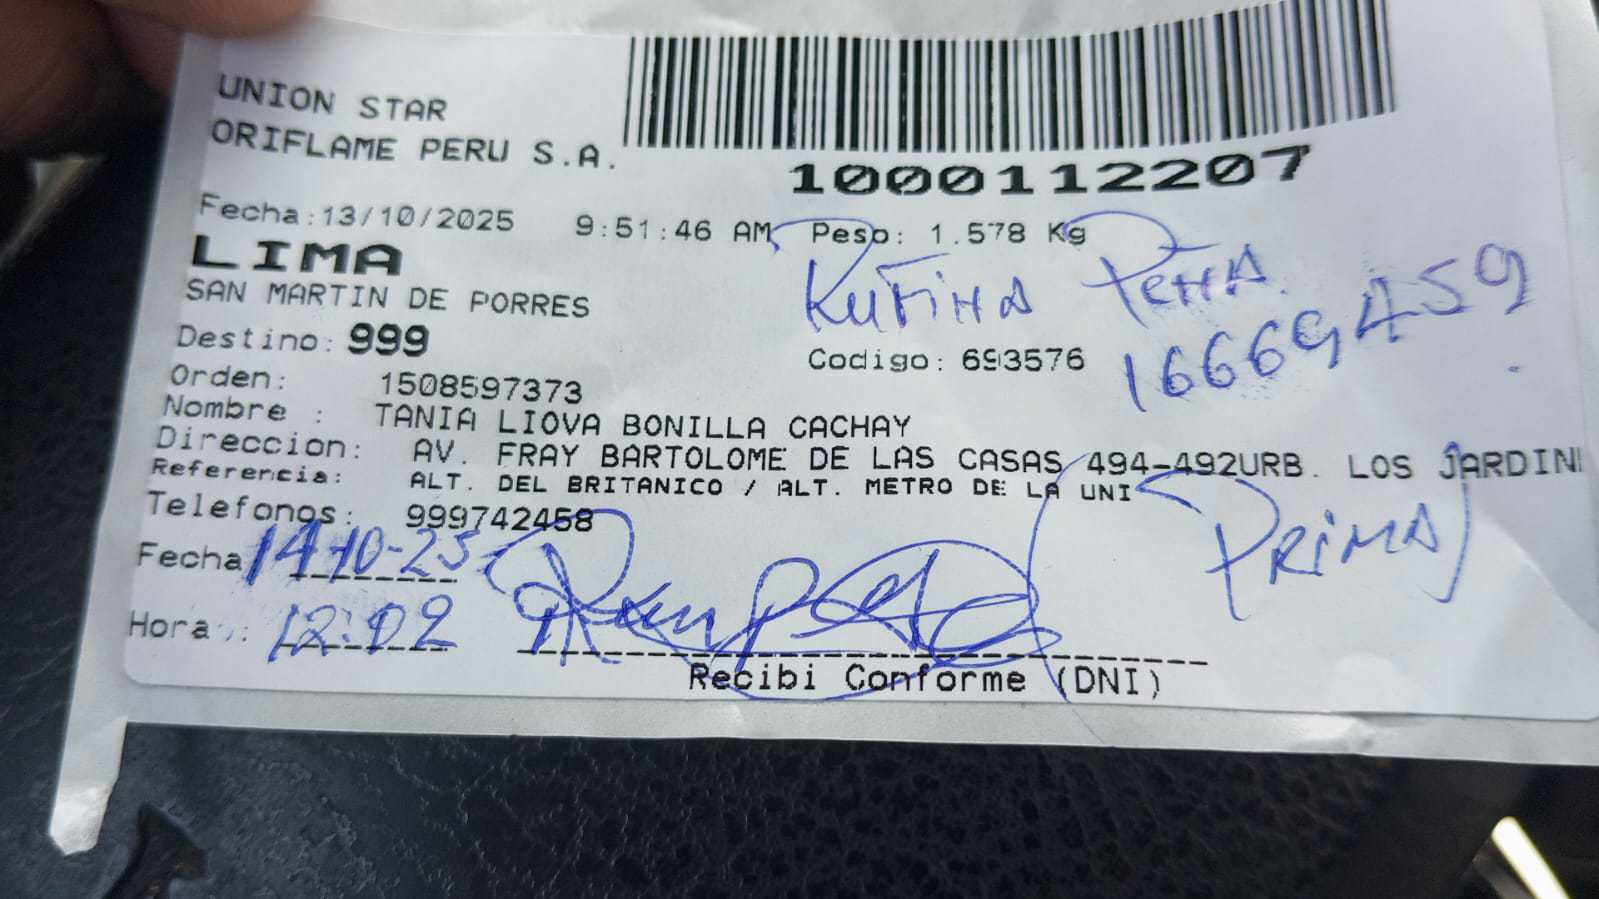 UNION STAR
ORIFLAME PERU S.A.
1000112207
Fecha:13/10/2025 9:51:46 AM Peso: 1.578 Kg
LIMA
SAN MARTIN DE PORRES
Rufina Peña
16669459
Destino: 999
Codigo: 693576
Orden: 1508597373
Nombre : TANIA LIOVA BONILLA CACHAY
Direccion: AV. FRAY BARTOLOME DE LAS CASAS 494-492URB. LOS JARDIN
Referencia: ALT. DEL BRITANICO / ALT. METRO DE LA UNI
(PRIMA)
Telefonos: 999742458
Fecha 14-10-25
Hora : 12:02
Recibi Conforme (DNI)